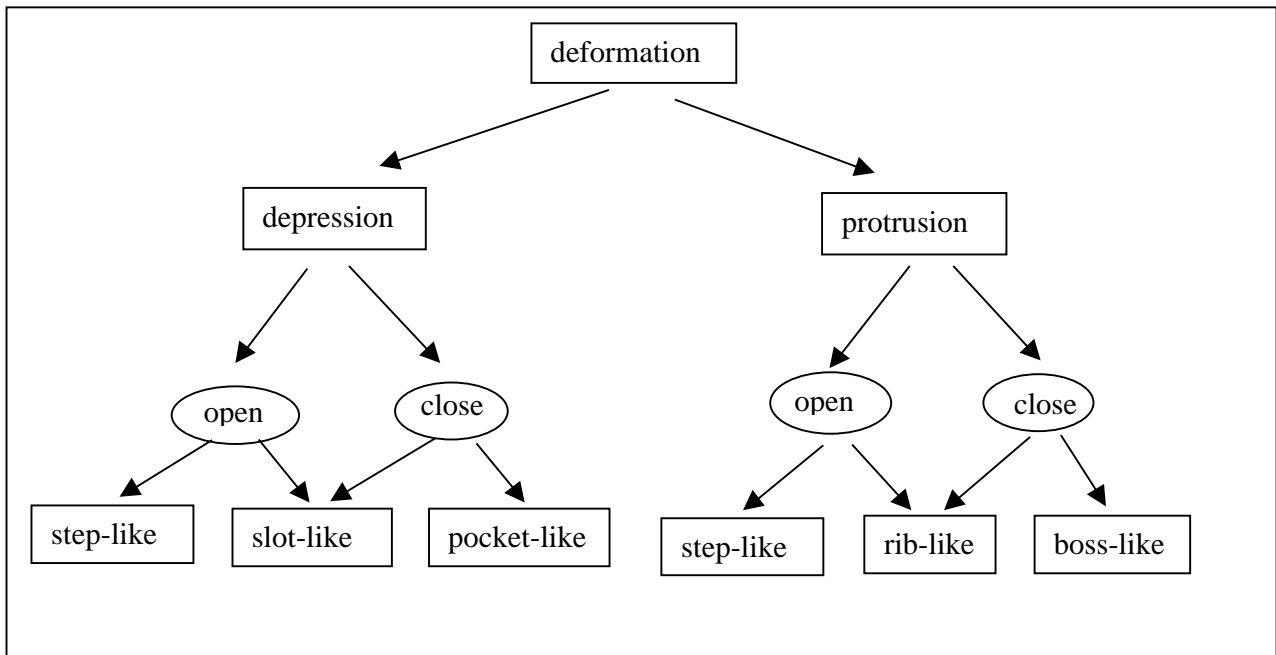 deformation
depression
protrusion
open
close
open
close
step-like
slot-like
pocket-like
step-like
rib-like
boss-like